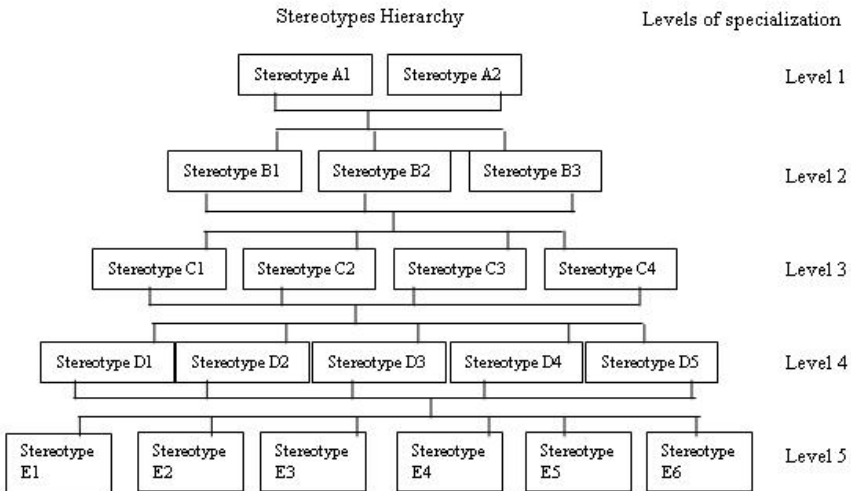 Stereotypes Hierarchy
Levels of specialization
Stereotype A1
Stereotype A2
Level 1
Stereotype B1
Stereotype B2
Stereotype B3
Level 2
Stereotype C1
Stereotype C2
Stereotype C3
Stereotype C4
Level 3
Stereotype D1
Stereotype D2
Stereotype D3
Stereotype D4
Stereotype D5
Level 4
Stereotype
E1
Stereotype
E2
Stereotype
E3
Stereotype
E4
Stereotype
E5
Stereotype
E6
Level 5